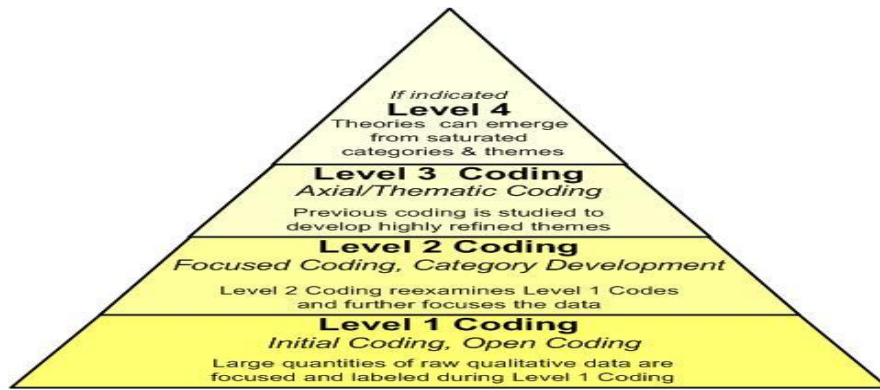 If indicated
Level 4
Theories can emerge
from saturated
categories & themes
Level 3 Coding
Axial/Thematic Coding
Previous coding is studied to
develop highly refined themes
Level 2 Coding
Focused Coding, Category Development
Level 2 Coding reexamines Level 1 Codes
and further focuses the data
Level 1 Coding
Initial Coding, Open Coding
Large quantities of raw qualitative data are
focused and labeled during Level 1 Coding